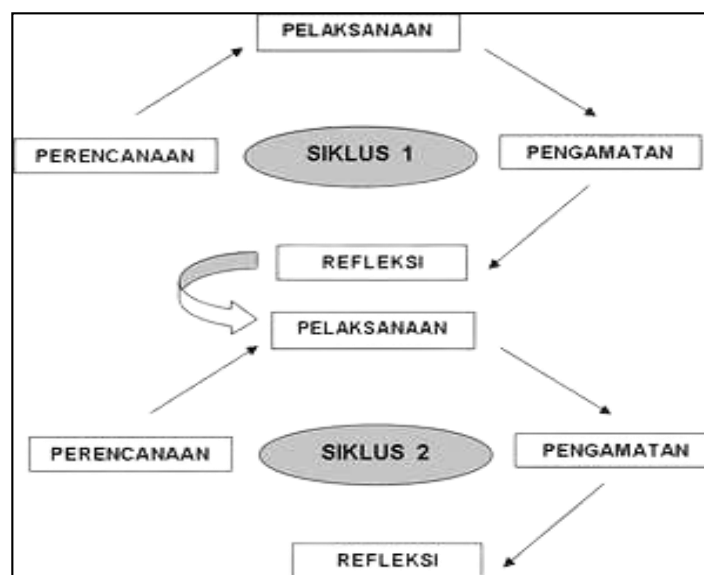 PELAKSANAAN
PERENCANAAN
SIKLUS 1
PENGAMATAN
REFLEKSI
PELAKSANAAN
PERENCANAAN
SIKLUS 2
PENGAMATAN
REFLEKSI